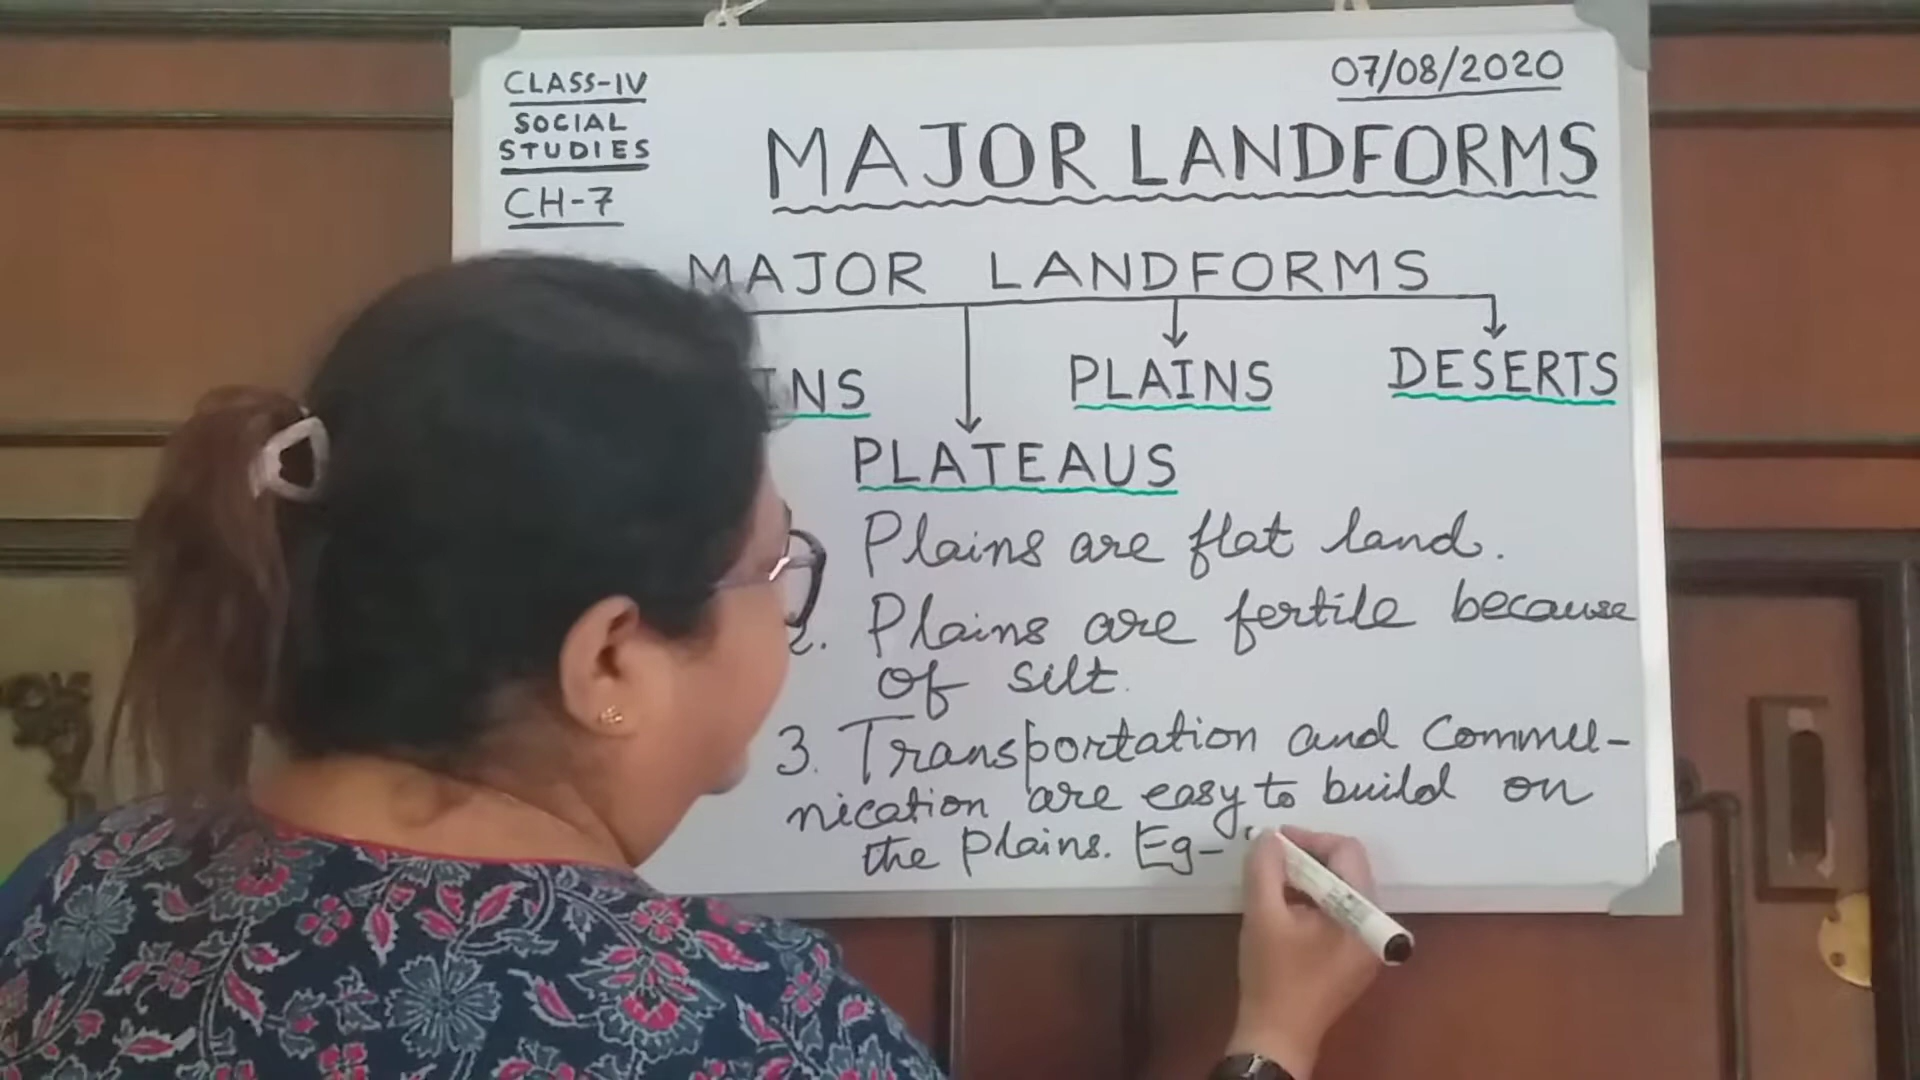 CLASS-IV
SOCIAL
STUDIES
CH-7
07/08/2020
MAJOR LANDFORMS
MAJOR LANDFORMS
INS
PLAINS
DESERTS
PLATEAUS
Plains are flat land.
2. Plains are fertile because
of silt.
3. Transportation and Commu-
nication are easy to build on
the Plains. Eg-